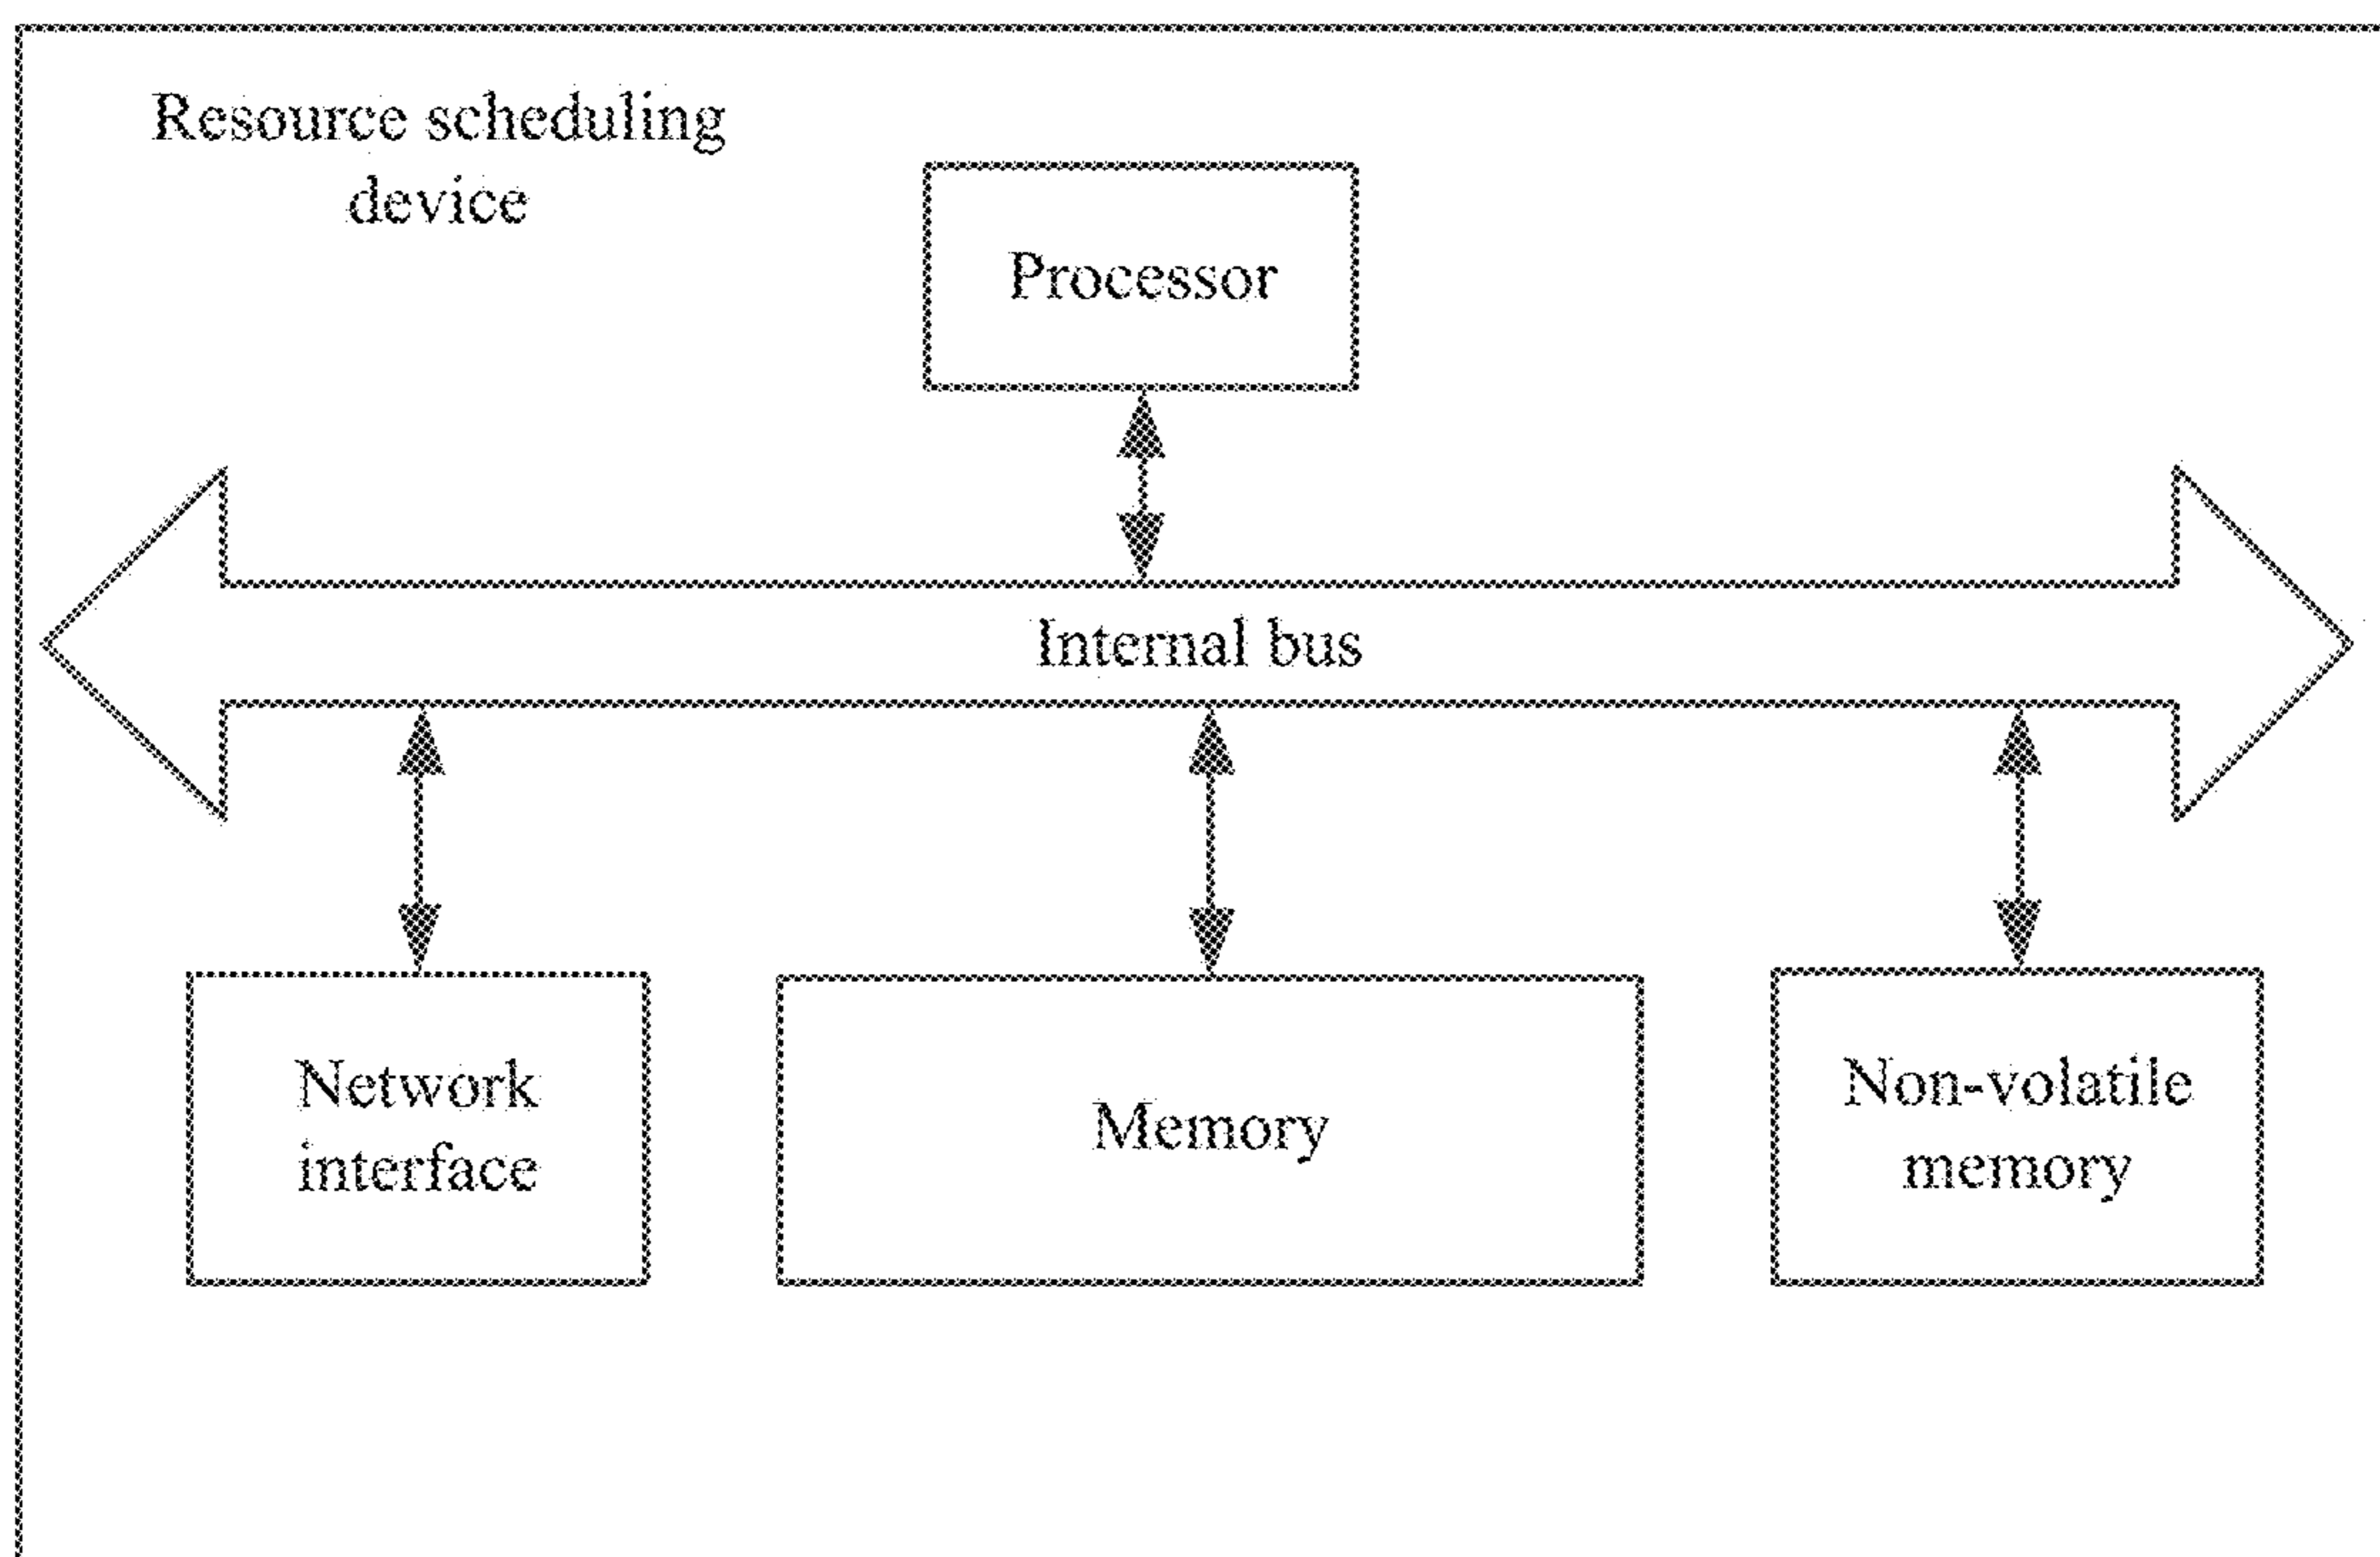 Resource scheduling
device
Processor
Internal bus
Network
interface
Memory
Non-volatile
memory